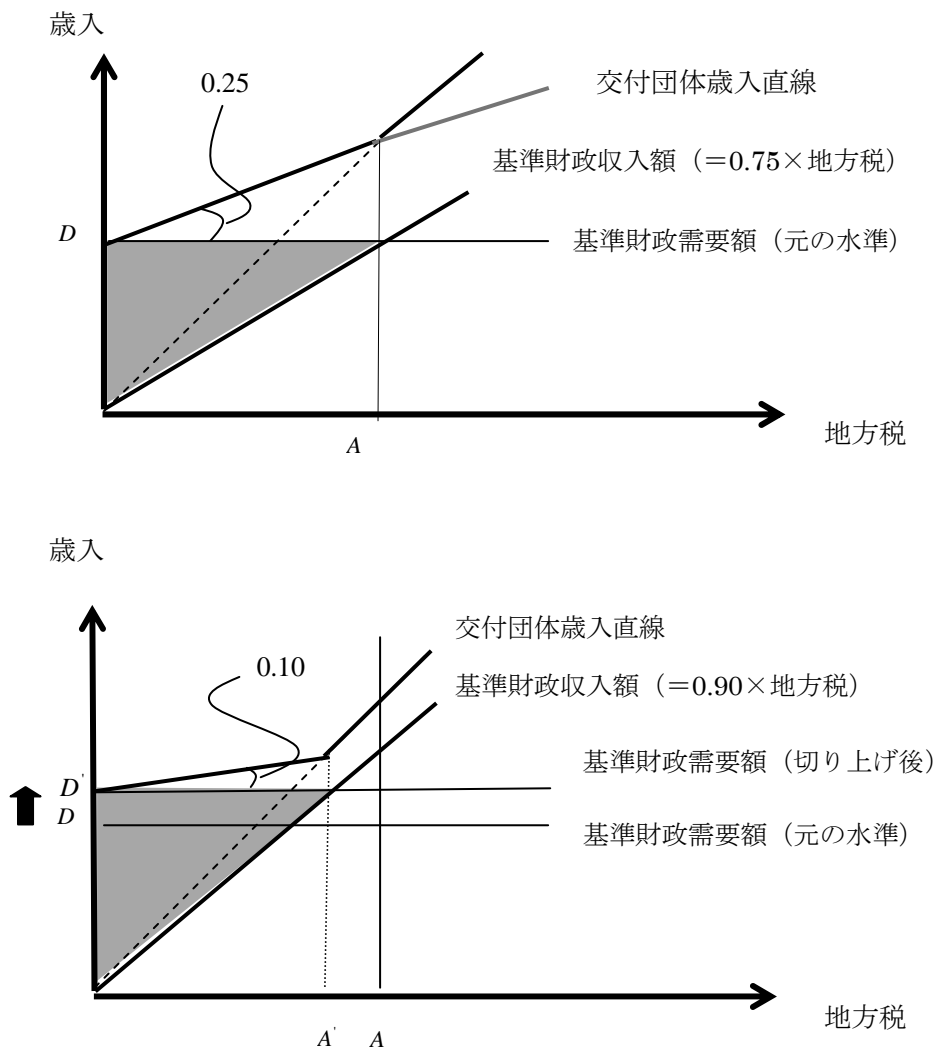 歳入
0.25
交付団体歳入直線
基準財政収入額（＝0.75×地方税）
D
基準財政需要額（元の水準）
地方税
A
歳入
交付団体歳入直線
0.10
基準財政収入額（＝0.90×地方税）
基準財政需要額（切り上げ後）
D'
D
基準財政需要額（元の水準）
地方税
A' A